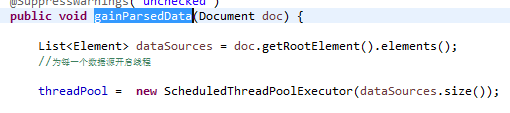 @SuppressWarnings("unchecked")
public void gainParsedData(Document doc) {
List<Element> dataSources = doc.getRootElement().elements();
//为每一个数据源开启线程
threadPool =  new ScheduledThreadPoolExecutor(dataSources.size());